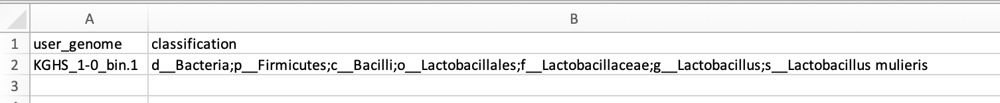 A B
1 user_genome classification
2 KGHS_1-0_bin.1 d__Bacteria;p__Firmicutes;c__Bacilli;o__Lactobacillales;f__Lactobacillaceae;g__Lactobacillus;s__Lactobacillus mulieris
3